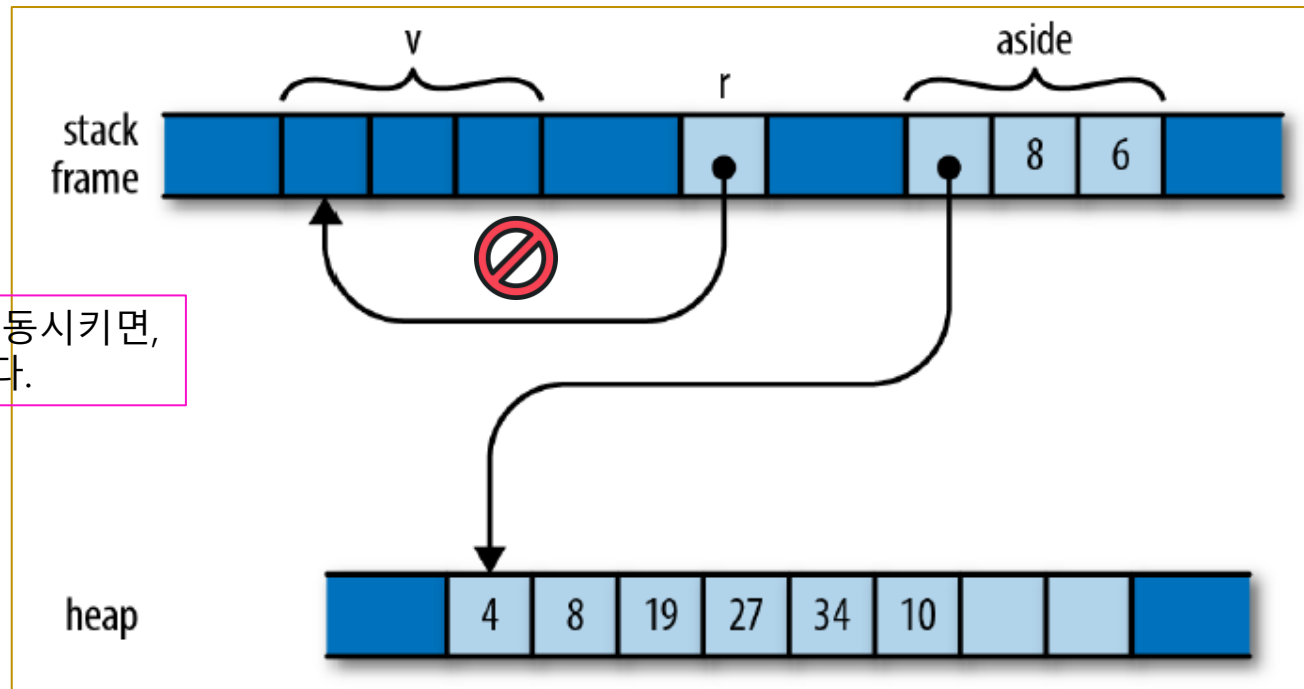 v
aside
r
stack
frame
8 6
동시키면,
다.
heap
4 8 19 27 34 10